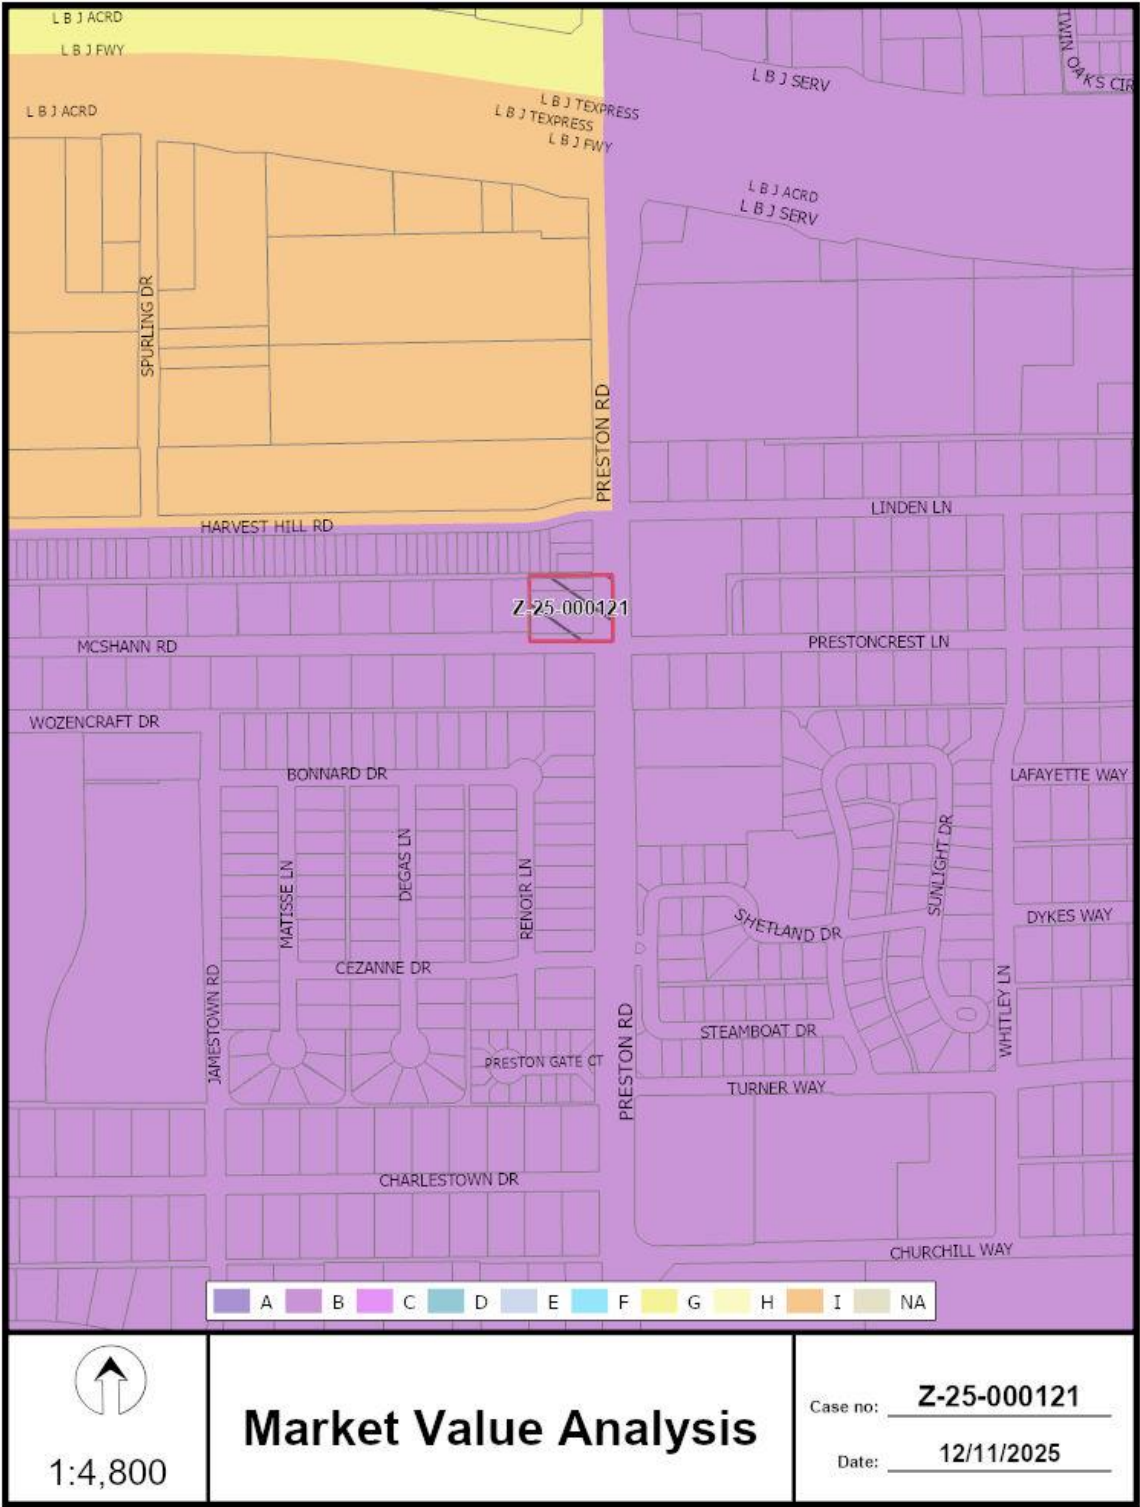 L B J ACRD
L B J FWY
TWIN OAKS CIR
L B J SERV
L B J ACRD
L B J TEXPRESS
L B J TEXPRESS
L B J FWY
L B J ACRD
L B J SERV
SPURLING DR
PRESTON RD
LINDEN LN
HARVEST HILL RD
Z-25-000121
MCSHANN RD
PRESTONCREST LN
WOZENCRAFT DR
BONNARD DR
LAFAYETTE WAY
MATISSE LN
DEGAS LN
RENOIR LN
SUNLIGHT DR
SHETLAND DR
DYKES WAY
CEZANNE DR
JAMESTOWN RD
PRESTON RD
WHITLEY LN
STEAMBOAT DR
PRESTON GATE CT
TURNER WAY
CHARLESTOWN DR
CHURCHILL WAY
A B C D E F G H I NA
1:4,800
Market Value Analysis
Case no: Z-25-000121
Date: 12/11/2025